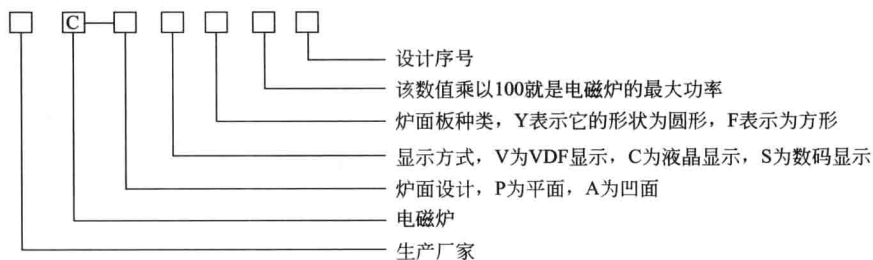 C
设计序号
该数值乘以100就是电磁炉的最大功率
炉面板种类，Y表示它的形状为圆形，F表示为方形
显示方式，V为VDF显示，C为液晶显示，S为数码显示
炉面设计，P为平面，A为凹面
电磁炉
生产厂家